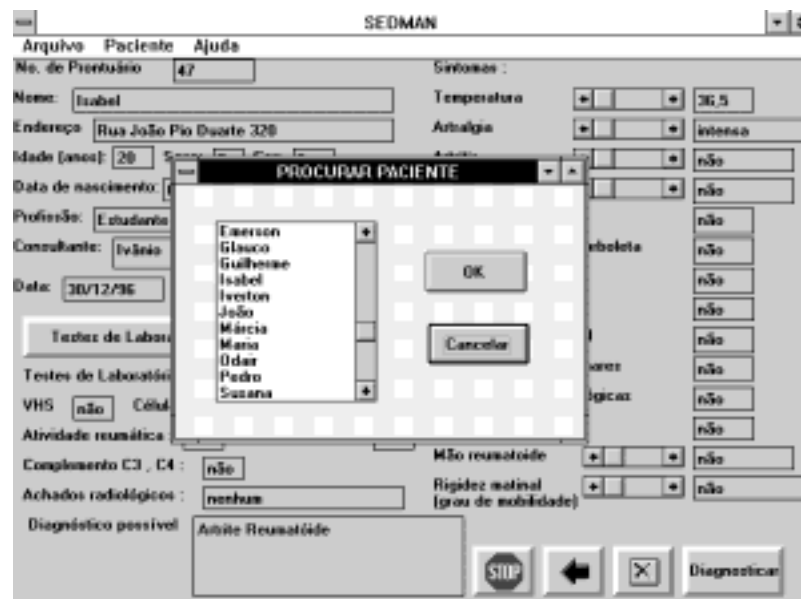 SEDMAN
Arquivo Paciente Ajuda
No. de Prontuário 47
Sintomas :
Nome: Isabel
Temperatura 36,5
Endereço Rua João Pio Duarte 320
Artralgia intensa
Idade (anos): 20
não
Data de nascimento:
não
PROCURAR PACIENTE
Profissão: Estudante
não
Consultante: Ivânio
não
Data: 30/12/96
não
não
Emerson
Glauco
Guilherme
Isabel
Iverton
João
Márcia
Maria
Odair
Pedro
Susana
OK
Cancelar
Testes de
não
Testes de
não
VHS não
não
Atividade reumática
não
Complemento C3 , C4 : não
Mão reumatoide não
Achados radiológicos : nenhum
Rigidez matinal não
(grau de mobilidade)
Diagnóstico possível Artrite Reumatóide
STOP
Diagnosticar